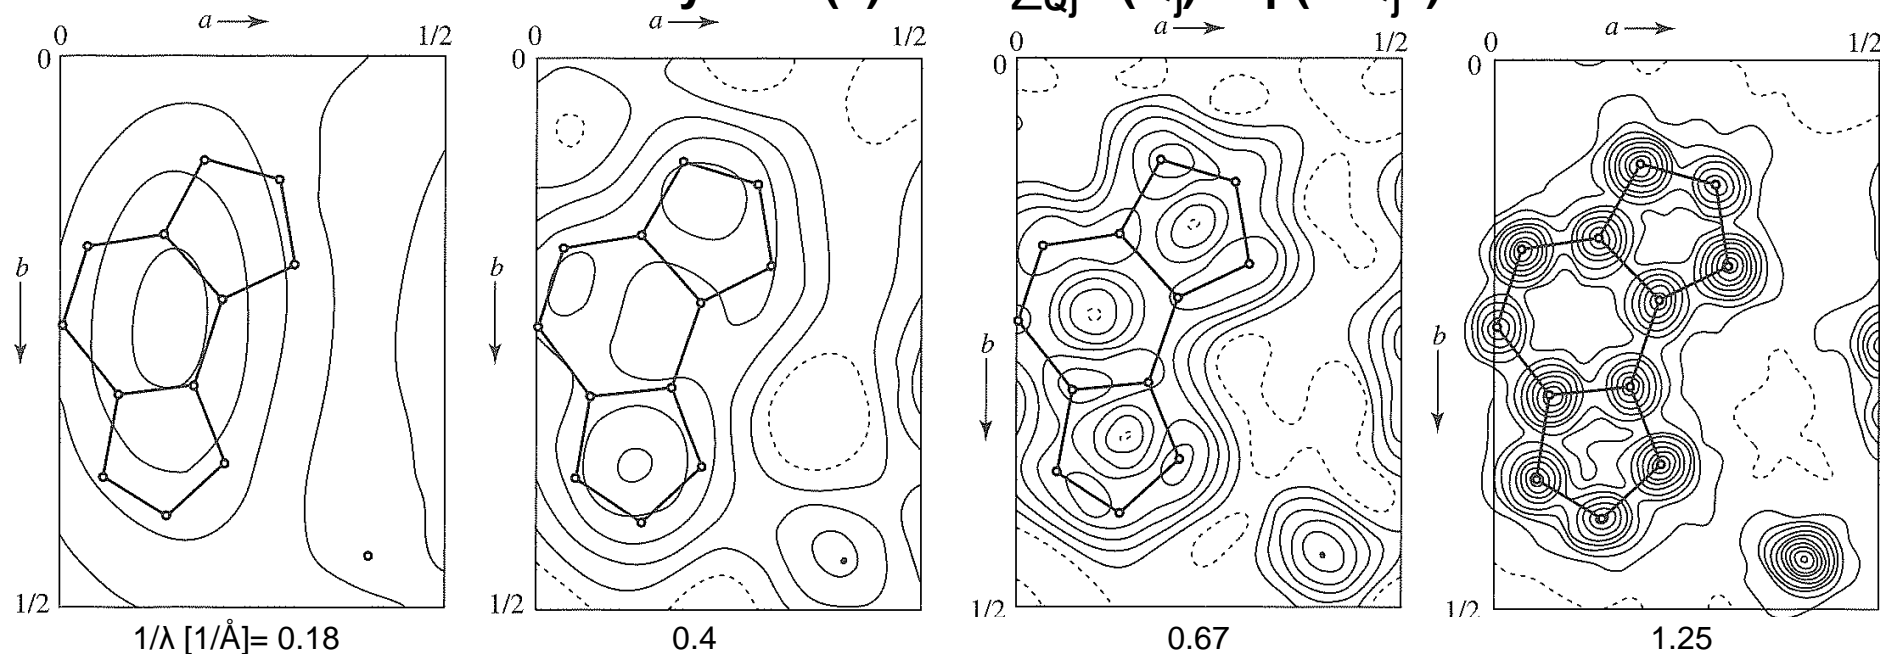 a a a a
0 1/2 0 1/2 0 1/2 0 1/2
0 0 0 0
b b b b
1/2 1/2 1/2 1/2
1/λ [1/Å]= 0.18 0.4 0.67 1.25